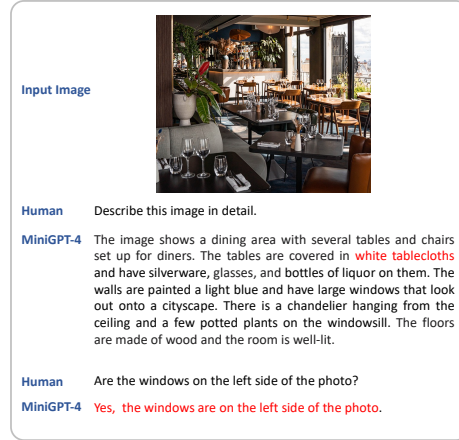 Input Image
Human Describe this image in detail.
MiniGPT-4 The image shows a dining area with several tables and chairs
set up for diners. The tables are covered in white tablecloths
and have silverware, glasses, and bottles of liquor on them. The
walls are painted a light blue and have large windows that look
out onto a cityscape. There is a chandelier hanging from the
ceiling and a few potted plants on the windowsill. The floors
are made of wood and the room is well-lit.
Human Are the windows on the left side of the photo?
MiniGPT-4 Yes, the windows are on the left side of the photo.